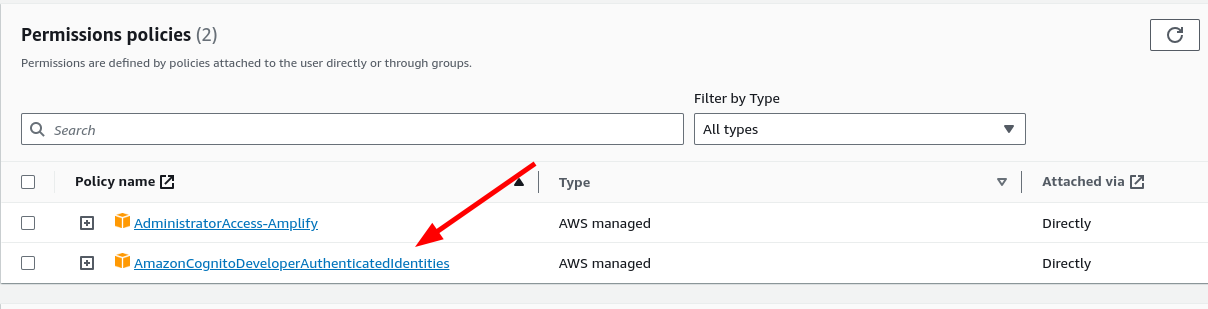 Permissions policies (2)
Permissions are defined by policies attached to the user directly or through groups.
Filter by Type
Search
All types
Policy name
Type
Attached via
AdministratorAccess-Amplify
AWS managed
Directly
AmazonCognitoDeveloperAuthenticatedIdentities
AWS managed
Directly